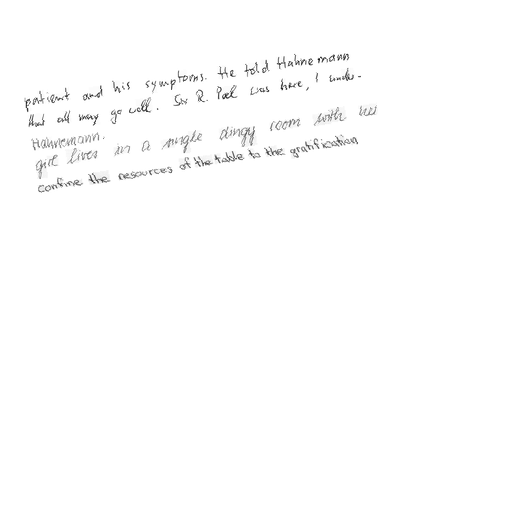 patient and his symptoms. He told Hahnemann
that all may go well. Sir R. Peel was here, I under-
Hahnemann.
girl lives in a single dingy room with her
confine the resources of the table to the gratification